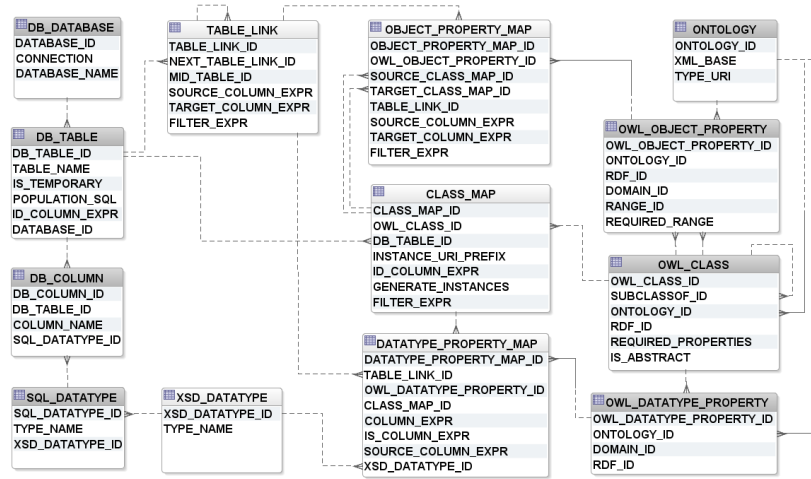 DB_DATABASE
DATABASE_ID
CONNECTION
DATABASE_NAME
TABLE_LINK
TABLE_LINK_ID
NEXT_TABLE_LINK_ID
MID_TABLE_ID
SOURCE_COLUMN_EXPR
TARGET_COLUMN_EXPR
FILTER_EXPR
OBJECT_PROPERTY_MAP
OBJECT_PROPERTY_MAP_ID
OWL_OBJECT_PROPERTY_ID
SOURCE_CLASS_MAP_ID
TARGET_CLASS_MAP_ID
TABLE_LINK_ID
SOURCE_COLUMN_EXPR
TARGET_COLUMN_EXPR
FILTER_EXPR
ONTOLOGY
ONTOLOGY_ID
XML_BASE
TYPE_URI
DB_TABLE
DB_TABLE_ID
TABLE_NAME
IS_TEMPORARY
POPULATION_SQL
ID_COLUMN_EXPR
DATABASE_ID
OWL_OBJECT_PROPERTY
OWL_OBJECT_PROPERTY_ID
ONTOLOGY_ID
RDF_ID
DOMAIN_ID
RANGE_ID
REQUIRED_RANGE
CLASS_MAP
CLASS_MAP_ID
OWL_CLASS_ID
DB_TABLE_ID
INSTANCE_URI_PREFIX
ID_COLUMN_EXPR
GENERATE_INSTANCES
FILTER_EXPR
OWL_CLASS
OWL_CLASS_ID
SUBCLASSOF_ID
ONTOLOGY_ID
RDF_ID
REQUIRED_PROPERTIES
IS_ABSTRACT
DB_COLUMN
DB_COLUMN_ID
DB_TABLE_ID
COLUMN_NAME
SQL_DATATYPE_ID
SQL_DATATYPE
SQL_DATATYPE_ID
TYPE_NAME
XSD_DATATYPE_ID
XSD_DATATYPE
XSD_DATATYPE_ID
TYPE_NAME
DATATYPE_PROPERTY_MAP
DATATYPE_PROPERTY_MAP_ID
TABLE_LINK_ID
OWL_DATATYPE_PROPERTY_ID
CLASS_MAP_ID
COLUMN_EXPR
IS_COLUMN_EXPR
SOURCE_COLUMN_EXPR
XSD_DATATYPE_ID
OWL_DATATYPE_PROPERTY
OWL_DATATYPE_PROPERTY_ID
ONTOLOGY_ID
DOMAIN_ID
RDF_ID